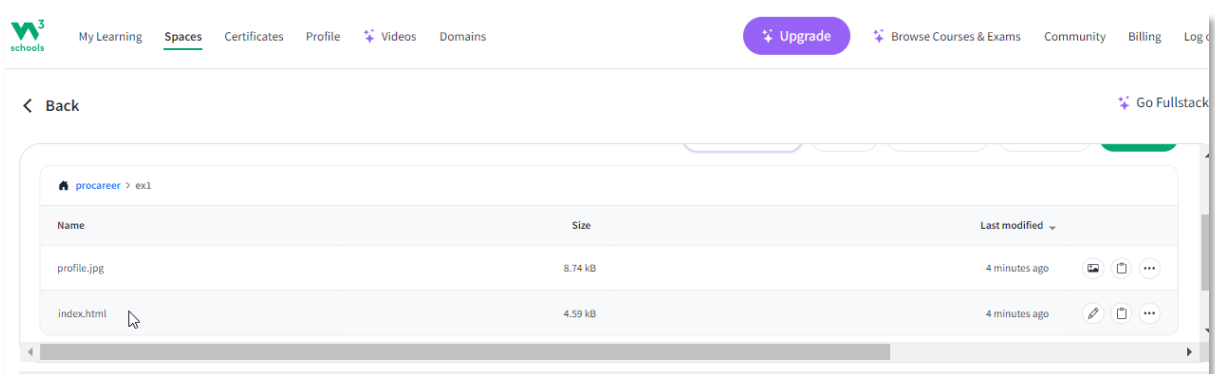 W3 schools
My Learning Spaces Certificates Profile Videos Domains Upgrade Browse Courses & Exams Community Billing Log
Back Go Fullstack
procareer > ex1
Name Size Last modified
profile.jpg 8.74 kB 4 minutes ago
index.html 4.59 kB 4 minutes ago